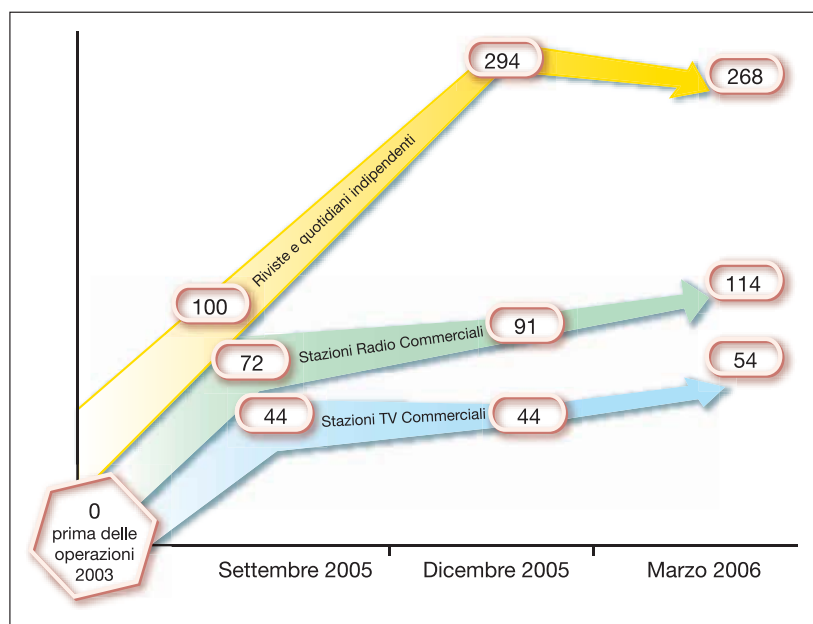 294
268
Riviste e quotidiani indipendenti
100
114
Stazioni Radio Commerciali
91
72
54
44
Stazioni TV Commerciali
44
0
prima delle
operazioni
2003
Settembre 2005
Dicembre 2005
Marzo 2006